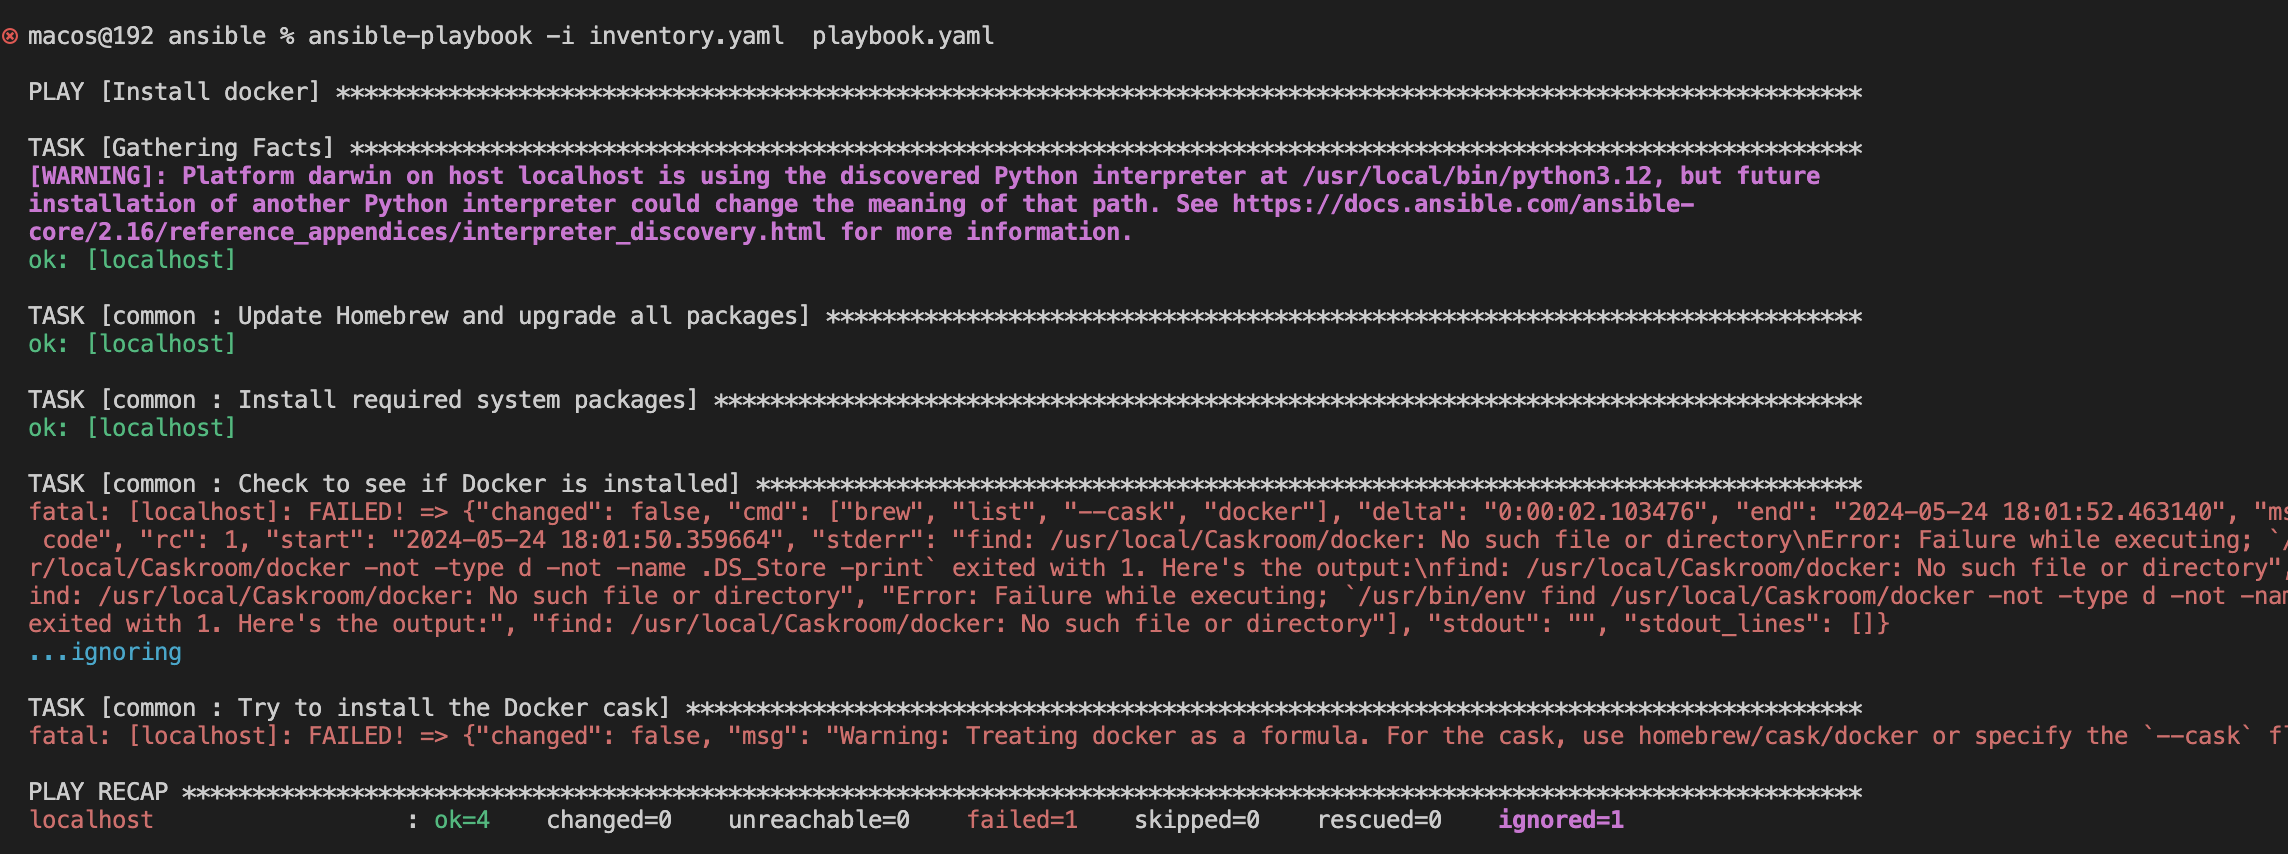 macos@192 ansible % ansible-playbook -i inventory.yaml  playbook.yaml
PLAY [Install docker] *************************************************************************************************************
TASK [Gathering Facts] ************************************************************************************************************
[WARNING]: Platform darwin on host localhost is using the discovered Python interpreter at /usr/local/bin/python3.12, but future
installation of another Python interpreter could change the meaning of that path. See https://docs.ansible.com/ansible-
core/2.16/reference_appendices/interpreter_discovery.html for more information.
ok: [localhost]
TASK [common : Update Homebrew and upgrade all packages] **************************************************************************
ok: [localhost]
TASK [common : Install required system packages] **********************************************************************************
ok: [localhost]
TASK [common : Check to see if Docker is installed] *******************************************************************************
fatal: [localhost]: FAILED! => {"changed": false, "cmd": ["brew", "list", "--cask", "docker"], "delta": "0:00:02.103476", "end": "2024-05-24 18:01:52.463140",
code", "rc": 1, "start": "2024-05-24 18:01:50.359664", "stderr": "find: /usr/local/Caskroom/docker: No such file or directory\nError: Failure while executing; `/
r/local/Caskroom/docker -not -type d -not -name .DS_Store -print` exited with 1. Here's the output:\nfind: /usr/local/Caskroom/docker: No such file or directory",
ind: /usr/local/Caskroom/docker: No such file or directory", "Error: Failure while executing; `/usr/bin/env find /usr/local/Caskroom/docker -not -type d -not
exited with 1. Here's the output:", "find: /usr/local/Caskroom/docker: No such file or directory"], "stdout": "", "stdout_lines": []}
...ignoring
TASK [common : Try to install the Docker cask] ************************************************************************************
fatal: [localhost]: FAILED! => {"changed": false, "msg": "Warning: Treating docker as a formula. For the cask, use homebrew/cask/docker or specify the `--cask`
PLAY RECAP ************************************************************************************************************************
localhost                  : ok=4    changed=0    unreachable=0    failed=1    skipped=0    rescued=0    ignored=1